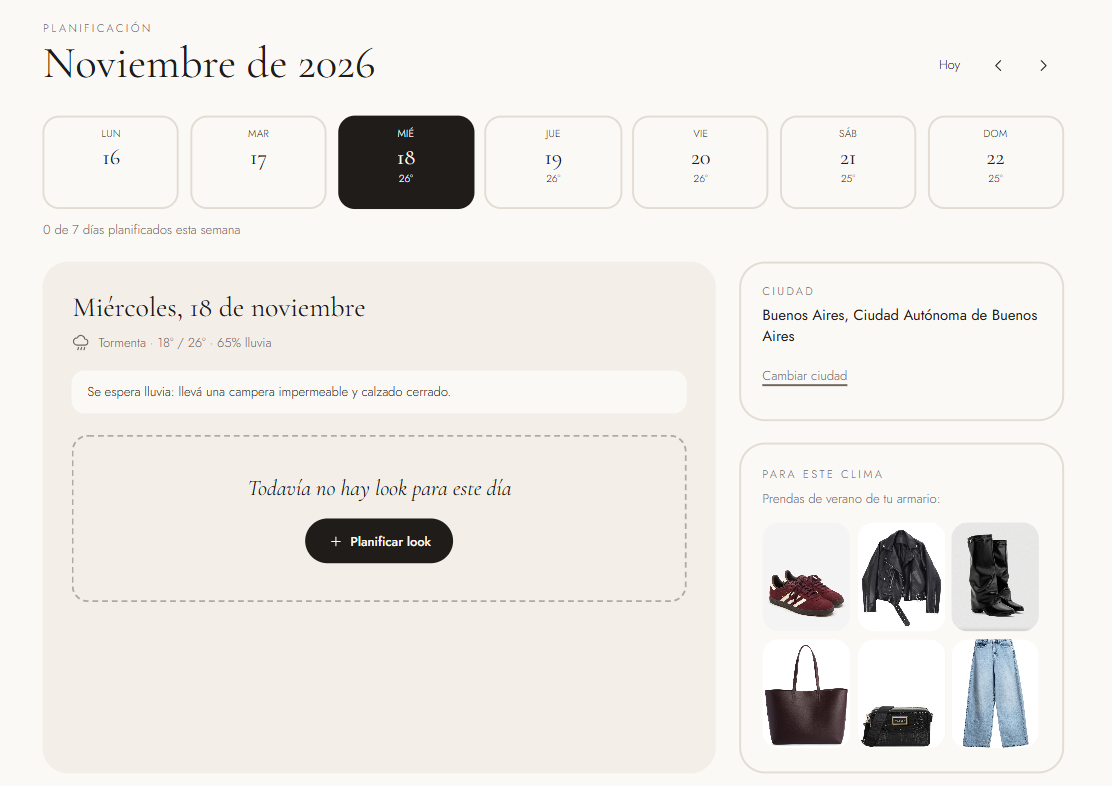 PLANIFICACIÓN
Noviembre de 2026
Hoy
LUN
16
MAR
17
MIÉ
18
26°
JUE
19
26°
VIE
20
26°
SÁB
21
25°
DOM
22
25°
0 de 7 días planificados esta semana
Miércoles, 18 de noviembre
Tormenta · 18° / 26° · 65% lluvia
Se espera lluvia: llevá una campera impermeable y calzado cerrado.
Todavía no hay look para este día
+ Planificar look
CIUDAD
Buenos Aires, Ciudad Autónoma de Buenos
Aires
Cambiar ciudad
PARA ESTE CLIMA
Prendas de verano de tu armario: